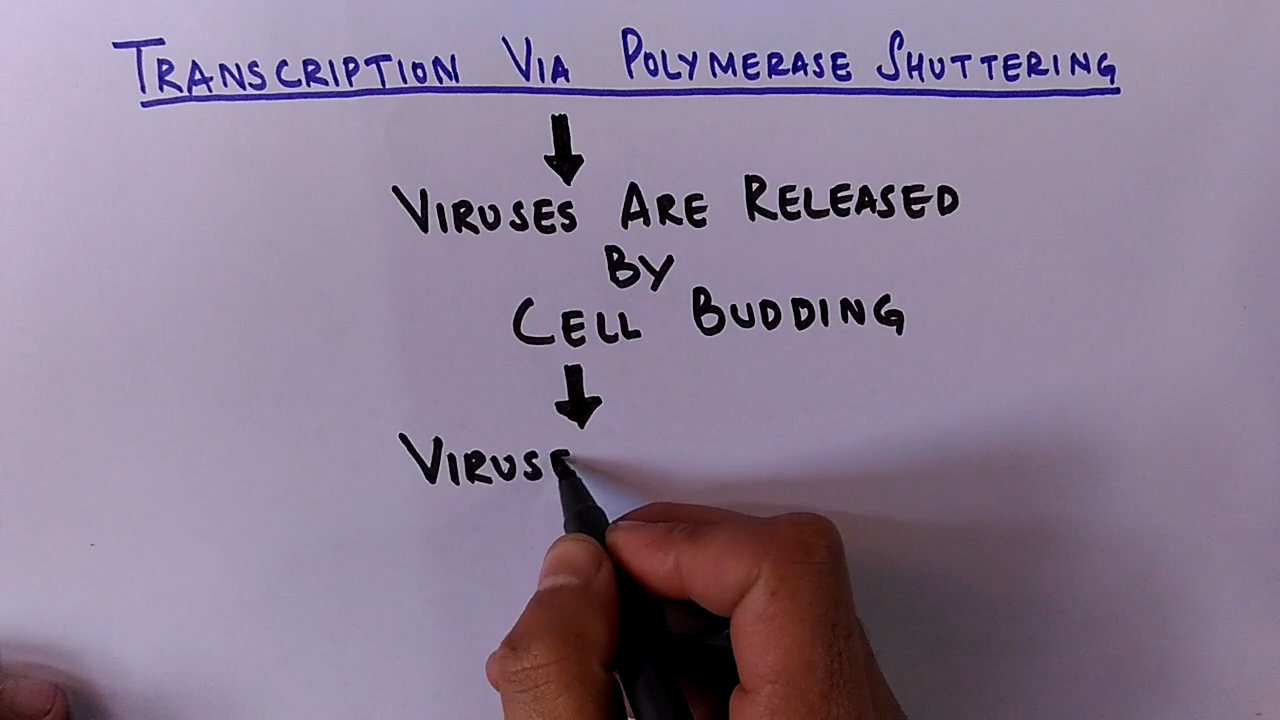 TRANSCRIPTION VIA POLYMERASE SHUTTERING
VIRUSES ARE RELEASED
BY
CELL BUDDING
VIRUSE